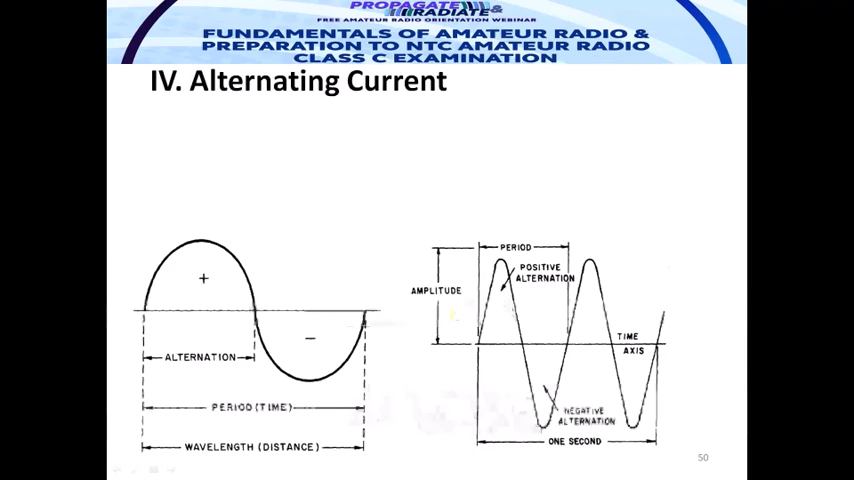 PROPAGATE &
RADIATE
FREE AMATEUR RADIO ORIENTATION WEBINAR
FUNDAMENTALS OF AMATEUR RADIO &
PREPARATION TO NTC AMATEUR RADIO
CLASS C EXAMINATION
IV. Alternating Current
+
−
ALTERNATION
PERIOD (TIME)
WAVELENGTH (DISTANCE)
PERIOD
POSITIVE
ALTERNATION
AMPLITUDE
TIME
AXIS
NEGATIVE
ALTERNATION
ONE SECOND
50